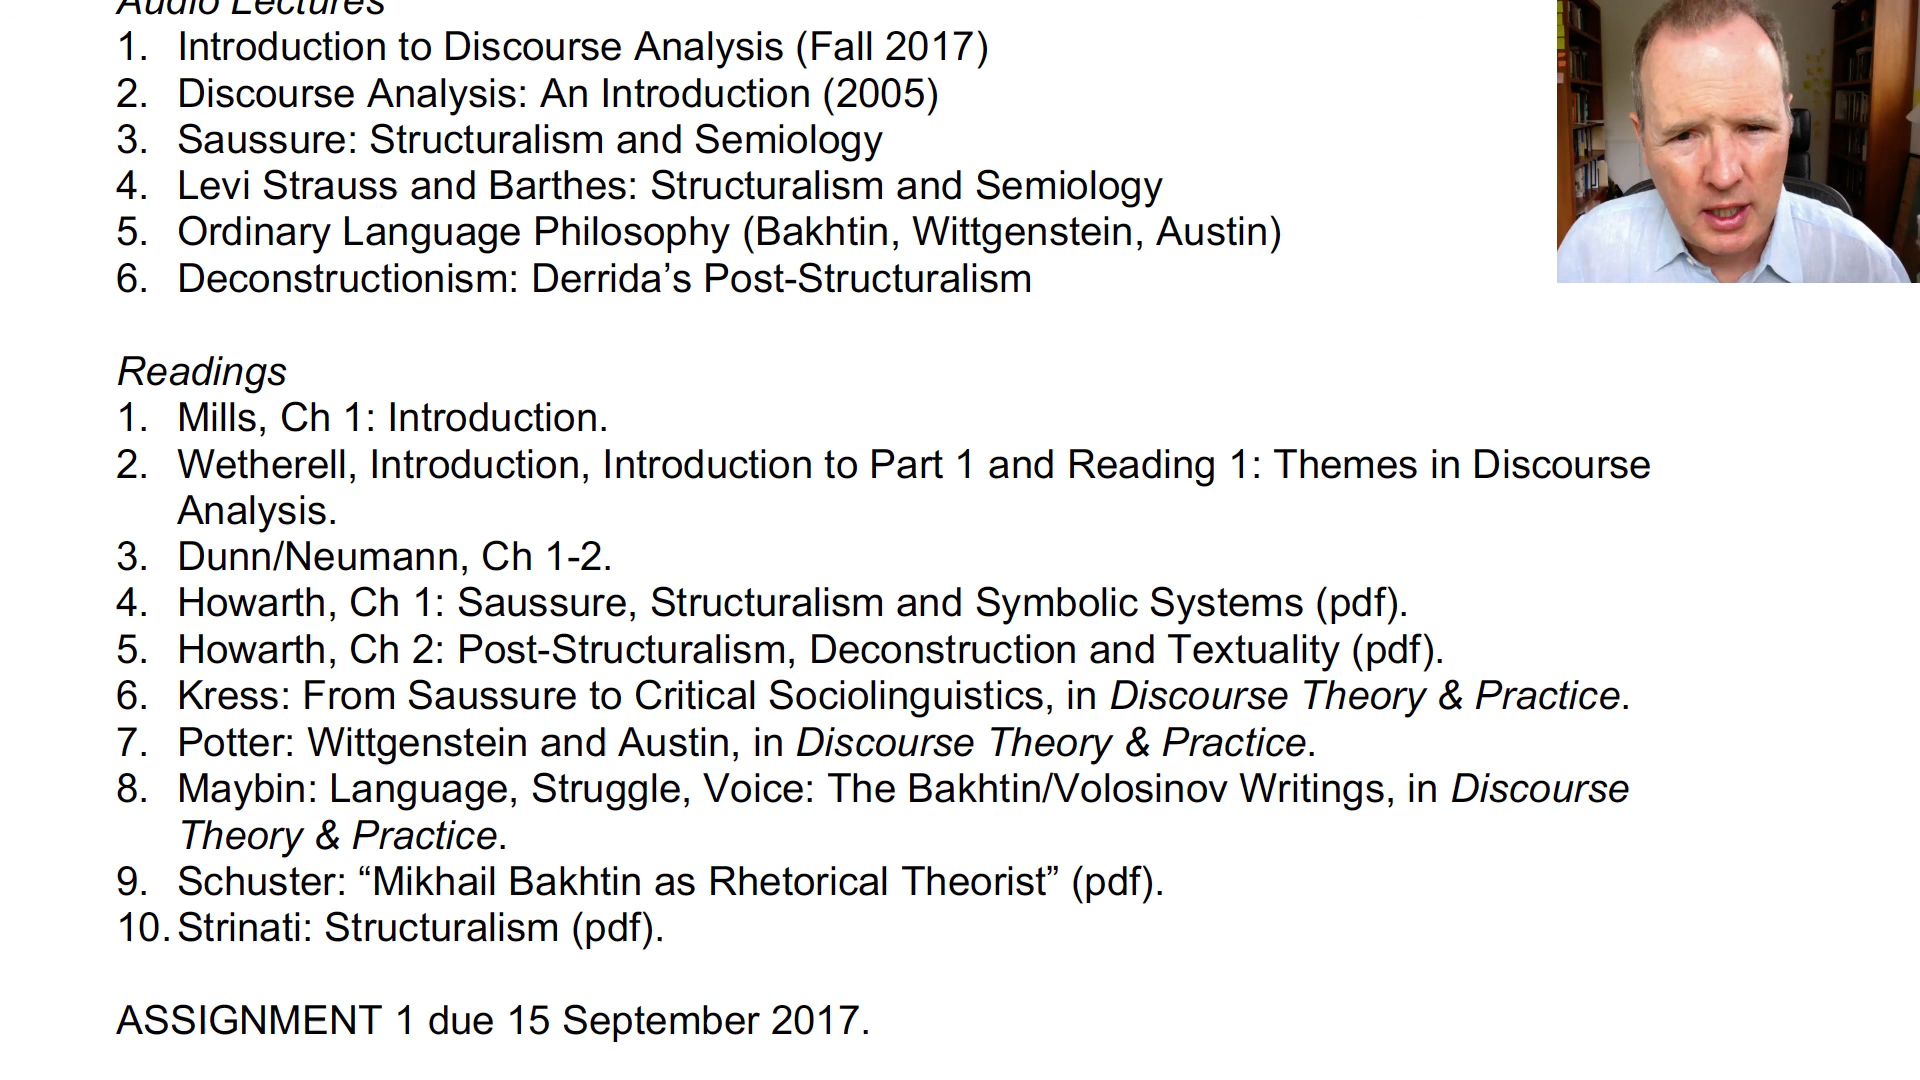 Audio Lectures
1. Introduction to Discourse Analysis (Fall 2017)
2. Discourse Analysis: An Introduction (2005)
3. Saussure: Structuralism and Semiology
4. Levi Strauss and Barthes: Structuralism and Semiology
5. Ordinary Language Philosophy (Bakhtin, Wittgenstein, Austin)
6. Deconstructionism: Derrida’s Post-Structuralism
Readings
1. Mills, Ch 1: Introduction.
2. Wetherell, Introduction, Introduction to Part 1 and Reading 1: Themes in Discourse
Analysis.
3. Dunn/Neumann, Ch 1-2.
4. Howarth, Ch 1: Saussure, Structuralism and Symbolic Systems (pdf).
5. Howarth, Ch 2: Post-Structuralism, Deconstruction and Textuality (pdf).
6. Kress: From Saussure to Critical Sociolinguistics, in Discourse Theory & Practice.
7. Potter: Wittgenstein and Austin, in Discourse Theory & Practice.
8. Maybin: Language, Struggle, Voice: The Bakhtin/Volosinov Writings, in Discourse
Theory & Practice.
9. Schuster: “Mikhail Bakhtin as Rhetorical Theorist” (pdf).
10. Strinati: Structuralism (pdf).
ASSIGNMENT 1 due 15 September 2017.